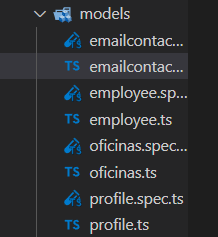 models
emailcontac...
TS emailcontac...
employee.sp...
TS employee.ts
oficinas.spec...
TS oficinas.ts
profile.spec.ts
TS profile.ts